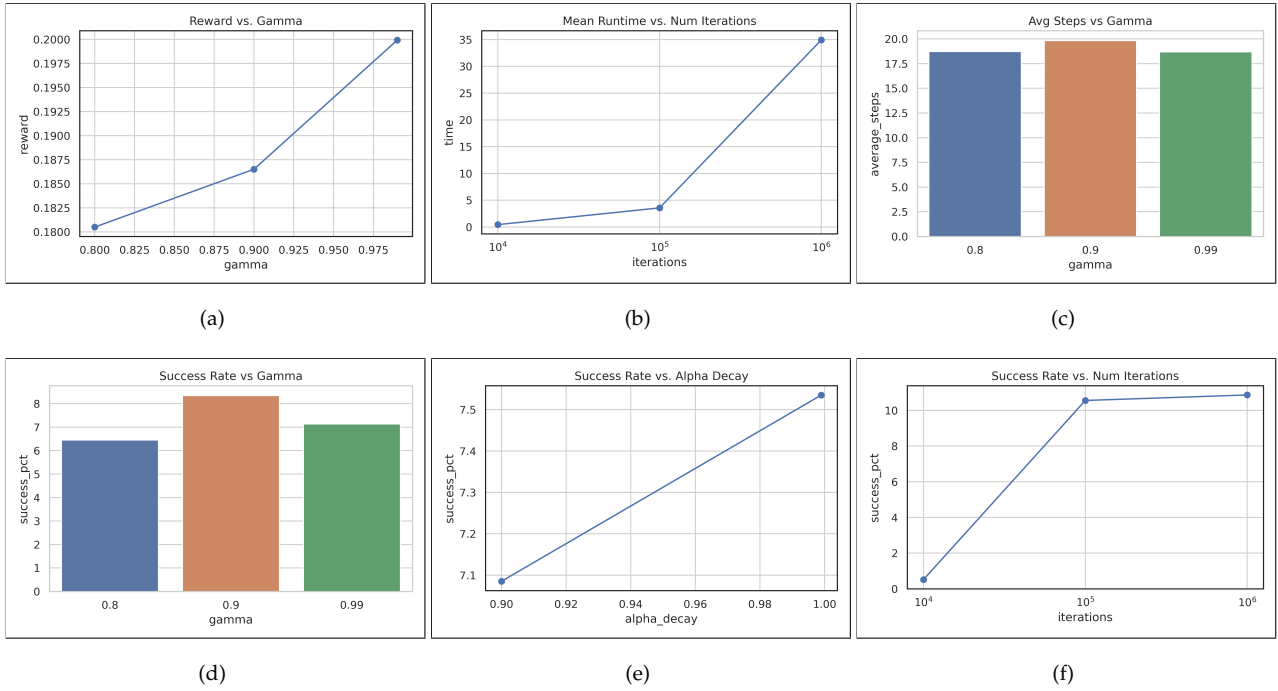 Reward vs. Gamma
reward
0.2000
0.1975
0.1950
0.1925
0.1900
0.1875
0.1850
0.1825
0.1800
0.800 0.825 0.850 0.875 0.900 0.925 0.950 0.975
gamma
(a)
Mean Runtime vs. Num Iterations
time
35
30
25
20
15
10
5
0
10⁴ 10⁵ 10⁶
iterations
(b)
Avg Steps vs Gamma
average_steps
20.0
17.5
15.0
12.5
10.0
7.5
5.0
2.5
0.0
0.8 0.9 0.99
gamma
(c)
Success Rate vs Gamma
success_pct
8
7
6
5
4
3
2
1
0
0.8 0.9 0.99
gamma
(d)
Success Rate vs. Alpha Decay
success_pct
7.5
7.4
7.3
7.2
7.1
0.90 0.92 0.94 0.96 0.98 1.00
alpha_decay
(e)
Success Rate vs. Num Iterations
success_pct
10
8
6
4
2
0
10⁴ 10⁵ 10⁶
iterations
(f)